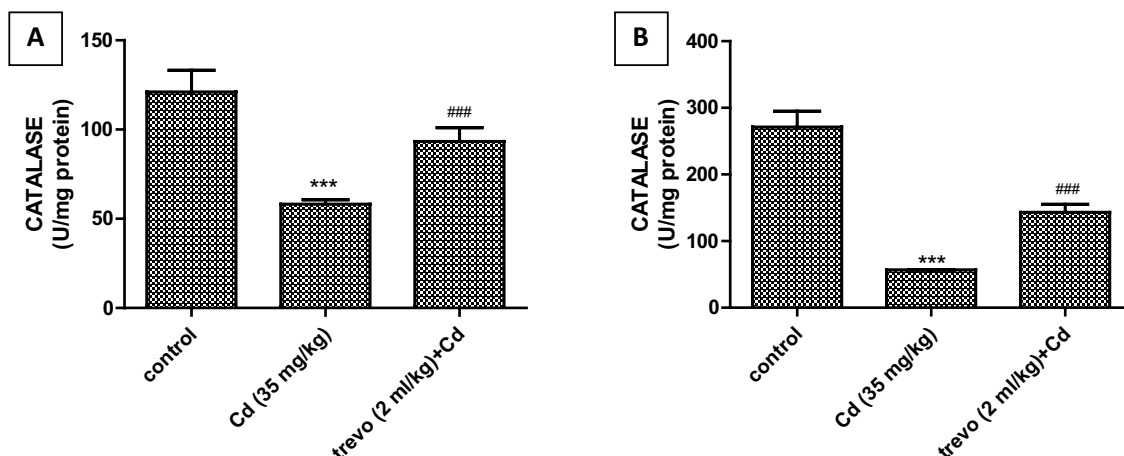 A
CATALASE
(U/mg protein)
150
100
50
0
***
###
control
Cd (35 mg/kg)
trevo (2 ml/kg)+Cd
B
CATALASE
(U/mg protein)
400
300
200
100
0
***
###
control
Cd (35 mg/kg)
trevo (2 ml/kg)+Cd